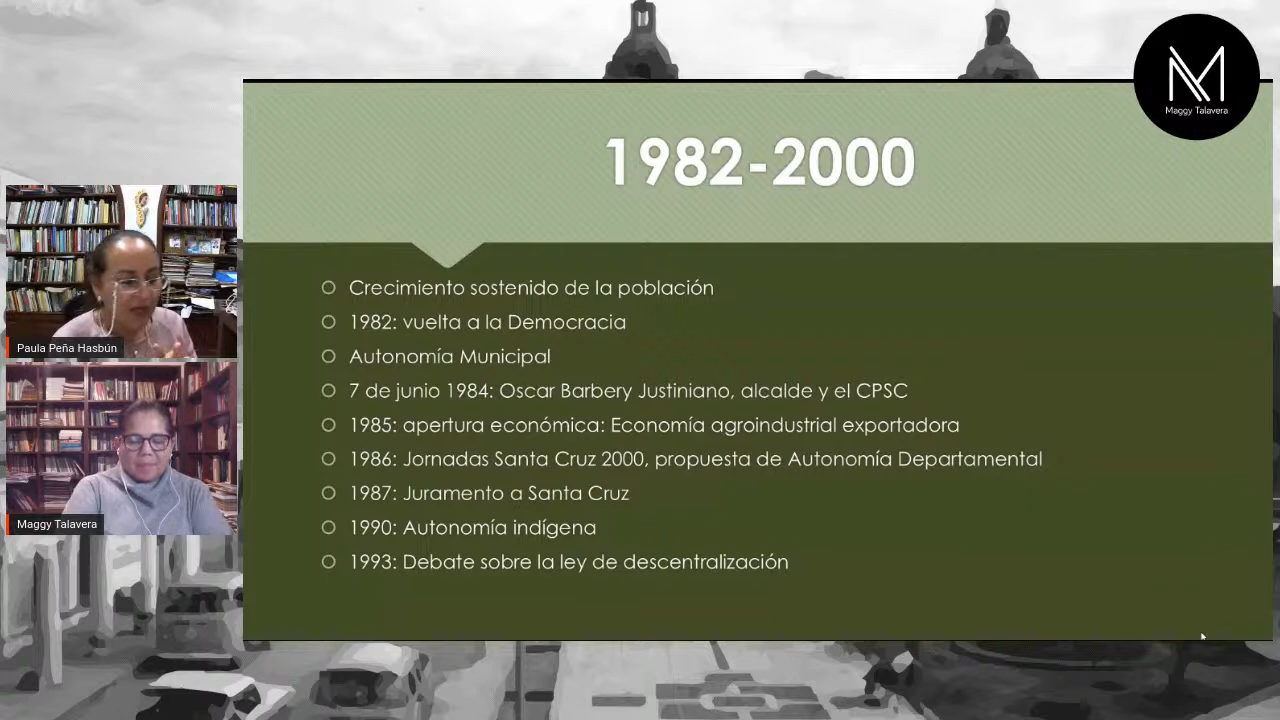 Maggy Talavera
1982-2000
Crecimiento sostenido de la población
1982: vuelta a la Democracia
Autonomía Municipal
7 de junio 1984: Oscar Barbery Justiniano, alcalde y el CPSC
1985: apertura económica: Economía agroindustrial exportadora
1986: Jornadas Santa Cruz 2000, propuesta de Autonomía Departamental
1987: Juramento a Santa Cruz
1990: Autonomía indígena
1993: Debate sobre la ley de descentralización
Paula Peña Hasbún
Maggy Talavera